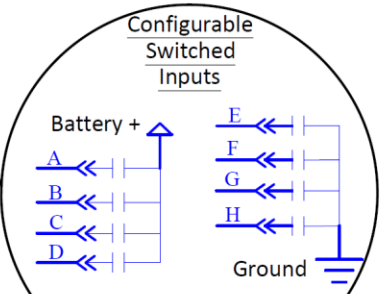 Configurable
Switched
Inputs
Battery +
A
B
C
D
E
F
G
H
Ground